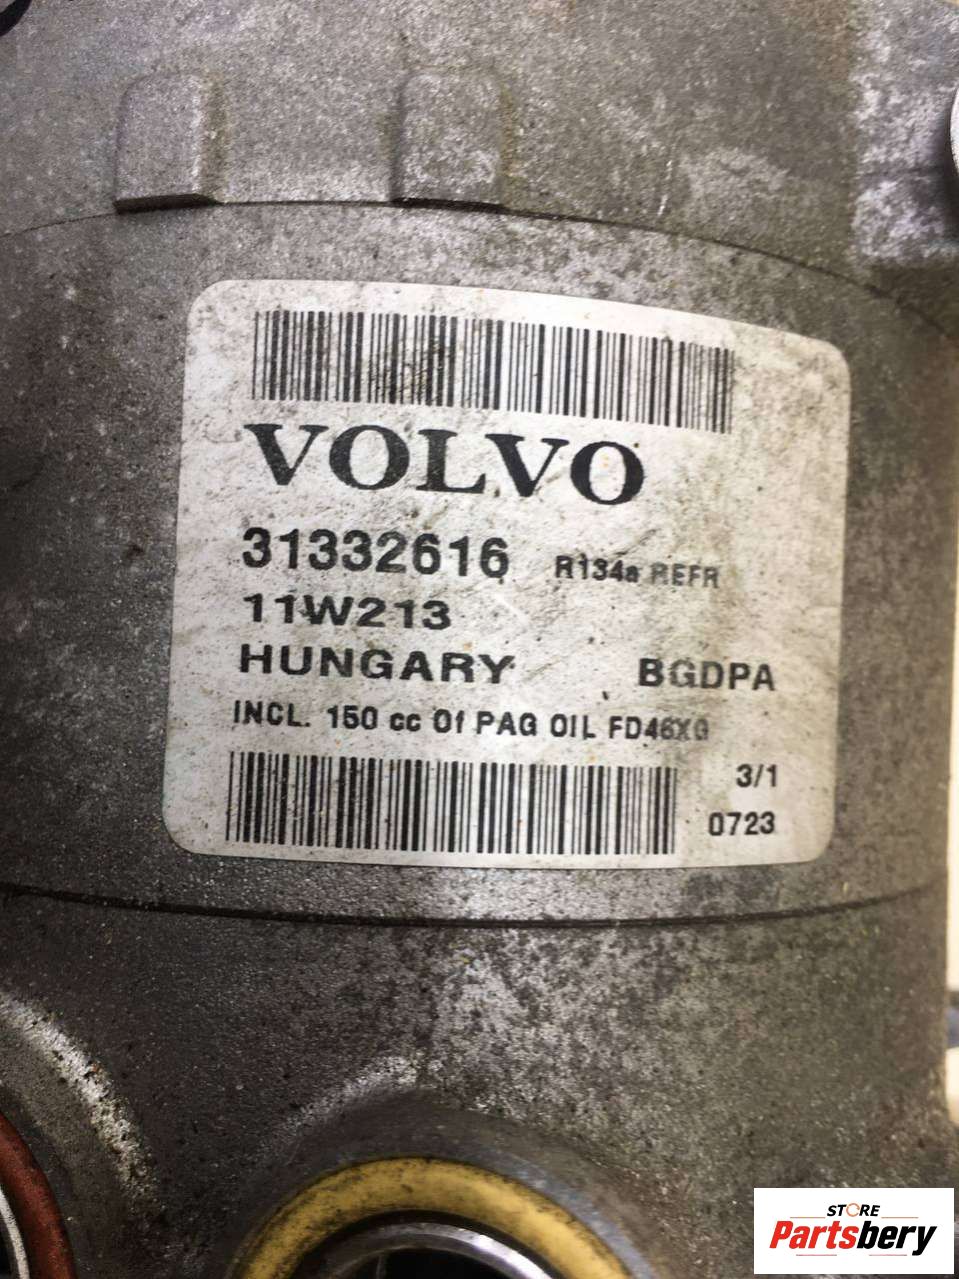 VOLVO
31332616 R134a REFR
11W213
HUNGARY BGDPA
INCL. 150 cc Of PAG OIL FD46XG
3/1
0723
STORE
Partsbery